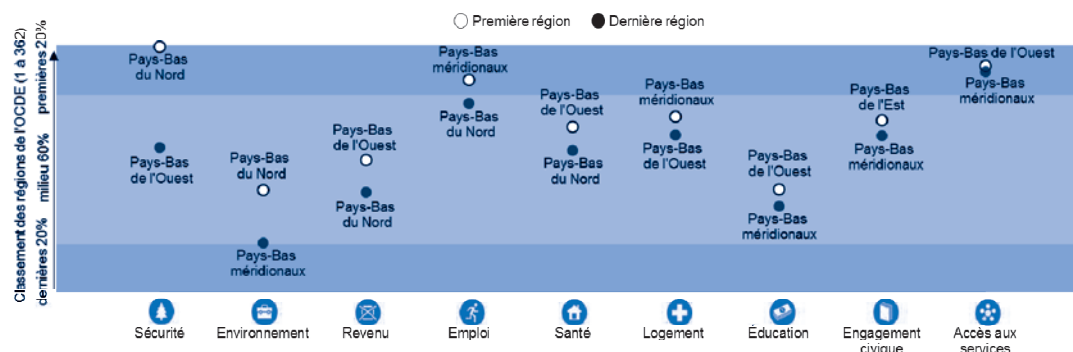 Première région
Dernière région
Classement des régions de l'OCDE (1 à 362)
dernières 20% milieu 60% premières 20%
Pays-Bas
du Nord
Pays-Bas
de l'Ouest
Pays-Bas
du Nord
Pays-Bas
méridionaux
Pays-Bas
de l'Ouest
Pays-Bas
du Nord
Pays-Bas
méridionaux
Pays-Bas
du Nord
Pays-Bas
de l'Ouest
Pays-Bas
du Nord
Pays-Bas
méridionaux
Pays-Bas
de l'Ouest
Pays-Bas
de l'Ouest
Pays-Bas
méridionaux
Pays-Bas
de l'Est
Pays-Bas
méridionaux
Pays-Bas de l'Ouest
Pays-Bas
méridionaux
Sécurité
Environnement
Revenu
Emploi
Santé
Logement
Éducation
Engagement
civique
Accès aux
services